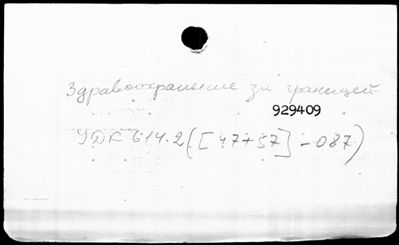 Здравоохранение за границей
929409
УДК 614.2([47+57]-087)